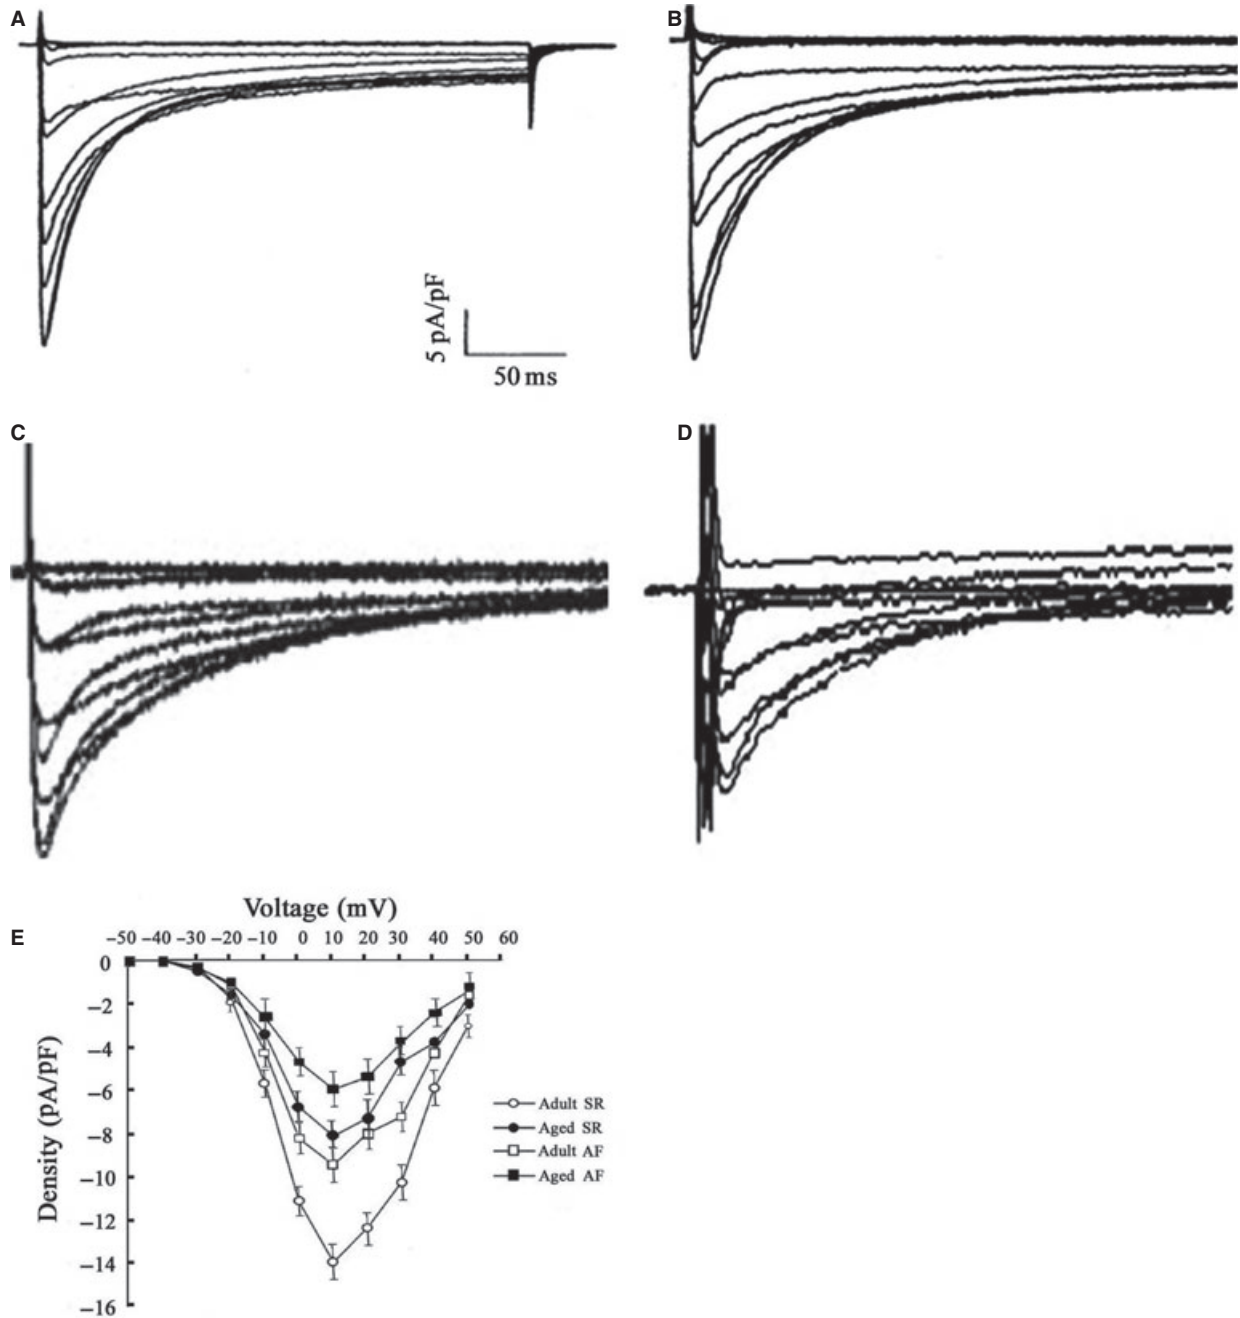 A
B
5 pA/pF
50 ms
C
D
E
Voltage (mV)
−50 −40 −30 −20 −10 0 10 20 30 40 50 60
0
−2
−4
−6
−8
−10
−12
−14
−16
Density (pA/pF)
Adult SR
Aged SR
Adult AF
Aged AF